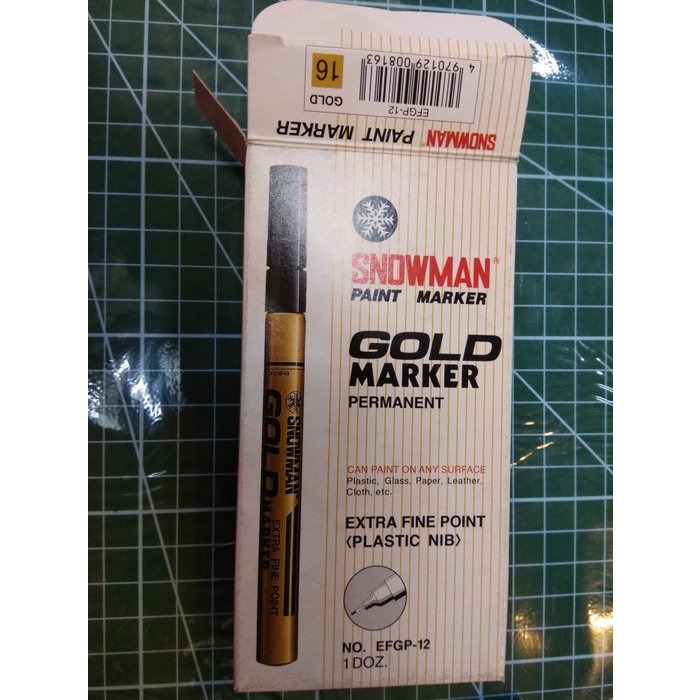 SNOWMAN® PAINT MARKER
EFGP-12
4 970129 008163
GOLD
16
SNOWMAN®
PAINT MARKER
GOLD
MARKER
PERMANENT
CAN PAINT ON ANY SURFACE
Plastic, Glass, Paper, Leather,
Cloth, etc.
EXTRA FINE POINT
〈PLASTIC NIB〉
NO. EFGP-12
1 DOZ.
SNOWMAN
GOLD
MARKER
EXTRA FINE POINT